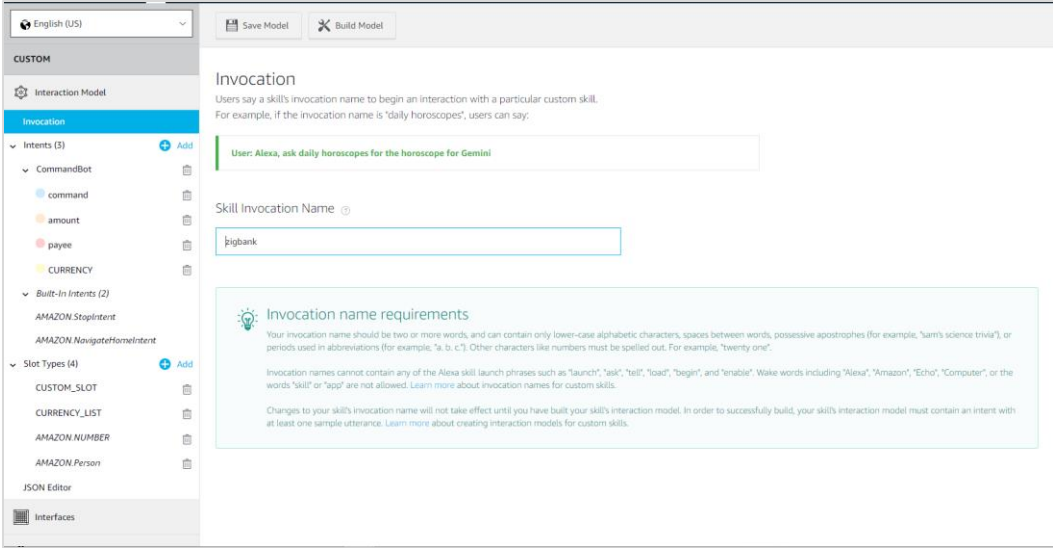 English (US)
CUSTOM
Interaction Model
Invocation
Intents (3)
Add
CommandBot
command
amount
payee
CURRENCY
Built-In Intents (2)
AMAZON.StopIntent
AMAZON.NavigateHomeIntent
Slot Types (4)
Add
CUSTOM_SLOT
CURRENCY_LIST
AMAZON.NUMBER
AMAZON.Person
JSON Editor
Interfaces
Save Model
Build Model
Invocation
Users say a skill's invocation name to begin an interaction with a particular custom skill.
For example, if the invocation name is "daily horoscopes", users can say:
User: Alexa, ask daily horoscopes for the horoscope for Gemini
Skill Invocation Name
zigbank
Invocation name requirements
Your invocation name should be two or more words, and can contain only lower-case alphabetic characters, spaces between words, possessive apostrophes (for example, "sam's science trivia"), or
periods used in abbreviations (for example, "a. b. c."). Other characters like numbers must be spelled out. For example, "twenty one".
Invocation names cannot contain any of the Alexa skill launch phrases such as "launch", "ask", "tell", "load", "begin", and "enable". Wake words including "Alexa", "Amazon", "Echo", "Computer", or the
words "skill" or "app" are not allowed. Learn more about invocation names for custom skills.
Changes to your skill's invocation name will not take effect until you have built your skill's interaction model. In order to successfully build, your skill's interaction model must contain an intent with
at least one sample utterance. Learn more about creating interaction models for custom skills.